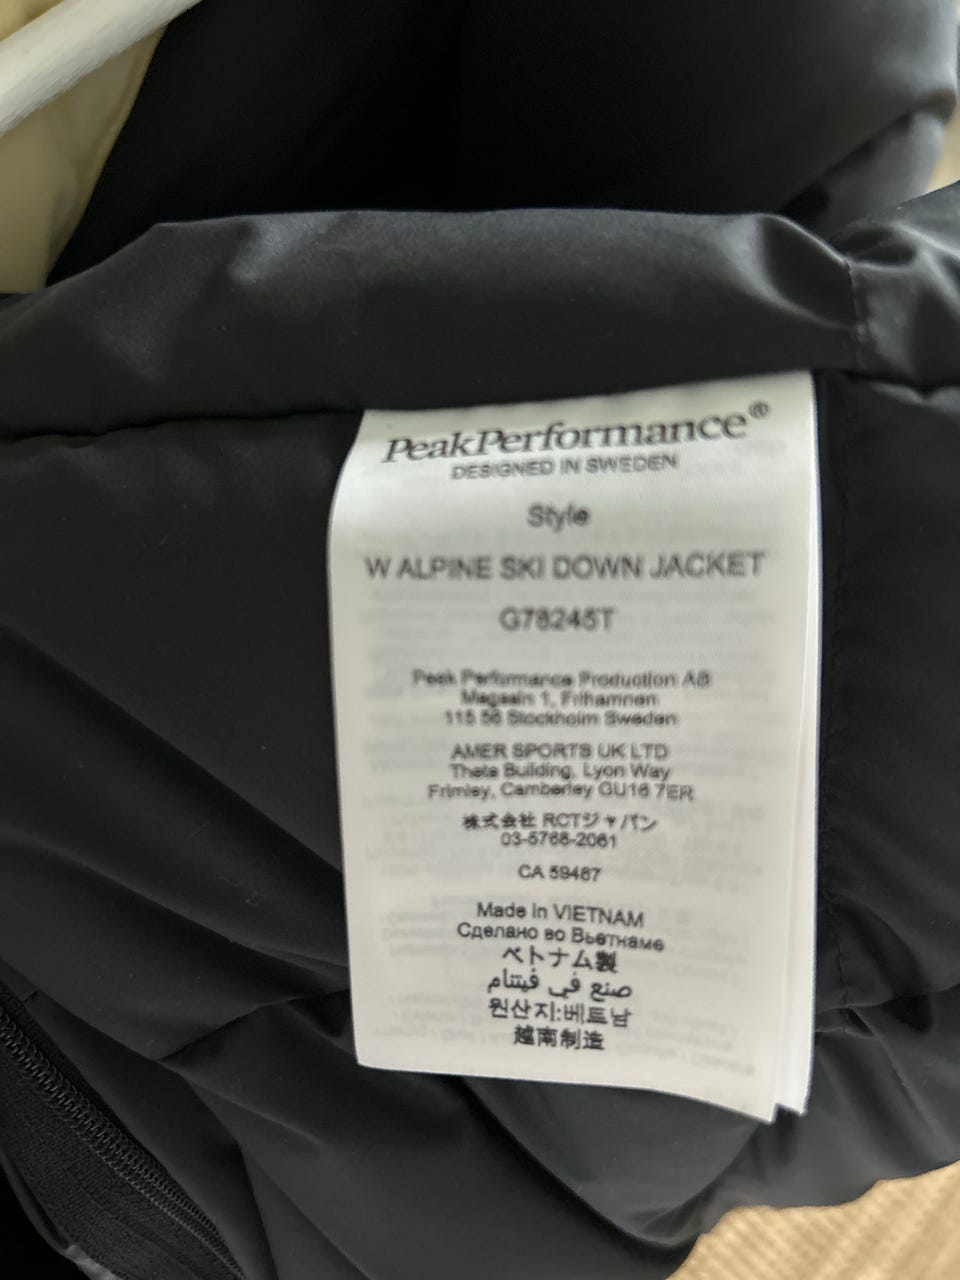 PeakPerformance®
DESIGNED IN SWEDEN
Style
W ALPINE SKI DOWN JACKET
G78245T
Peak Performance Production AB
Magasin 1, Frihamnen
115 56 Stockholm Sweden
AMER SPORTS UK LTD
Theta Building, Lyon Way
Frimley, Camberley GU16 7ER
株式会社 RCTジャパン
03-5768-2061
CA 59487
Made in VIETNAM
Сделано во Вьетнаме
ベトナム製
صنع في فيتنام
원산지:베트남
越南制造